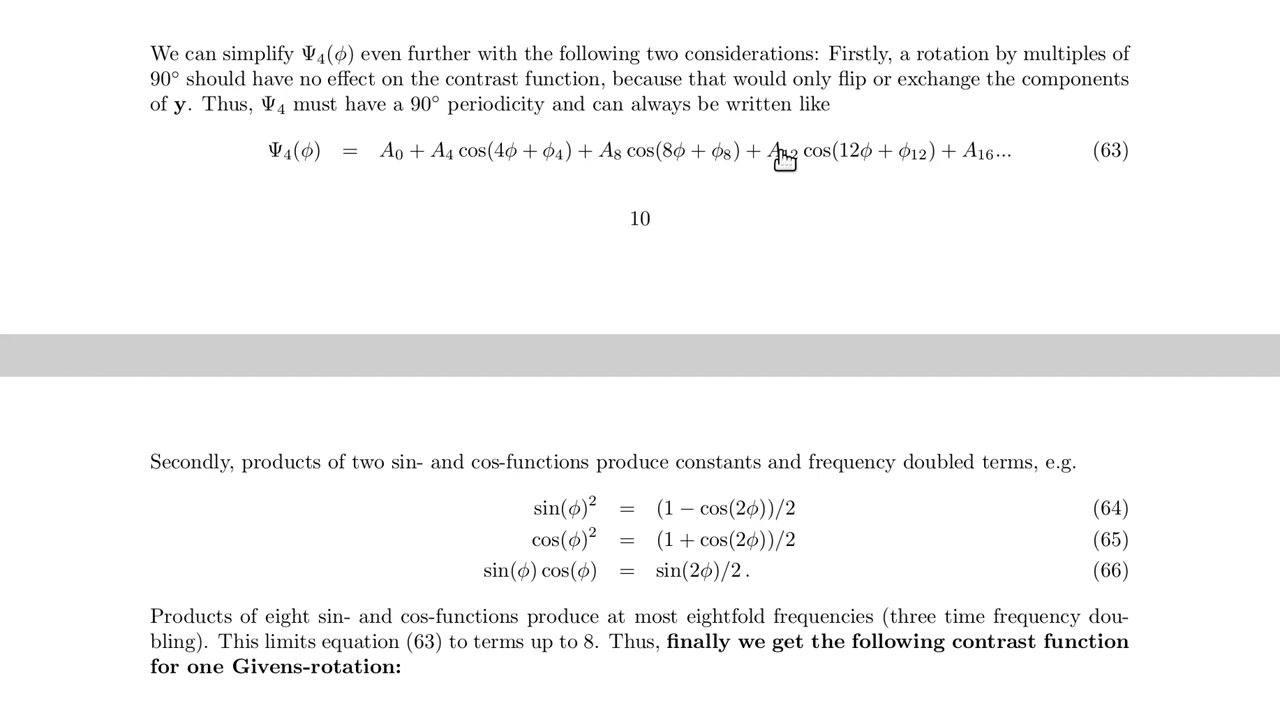 We can simplify Ψ₄(ϕ) even further with the following two considerations: Firstly, a rotation by multiples of
90° should have no effect on the contrast function, because that would only flip or exchange the components
of y. Thus, Ψ₄ must have a 90° periodicity and can always be written like
Ψ₄(ϕ) = A₀ + A₄ cos(4ϕ + ϕ₄) + A₈ cos(8ϕ + ϕ₈) + cos(12ϕ + ϕ₁₂) + A₁₆... (63)
10
Secondly, products of two sin- and cos-functions produce constants and frequency doubled terms, e.g.
sin(ϕ)² = (1 − cos(2ϕ))/2 (64)
cos(ϕ)² = (1 + cos(2ϕ))/2 (65)
sin(ϕ) cos(ϕ) = sin(2ϕ)/2 . (66)
Products of eight sin- and cos-functions produce at most eightfold frequencies (three time frequency dou-
bling). This limits equation (63) to terms up to 8. Thus, finally we get the following contrast function
for one Givens-rotation: